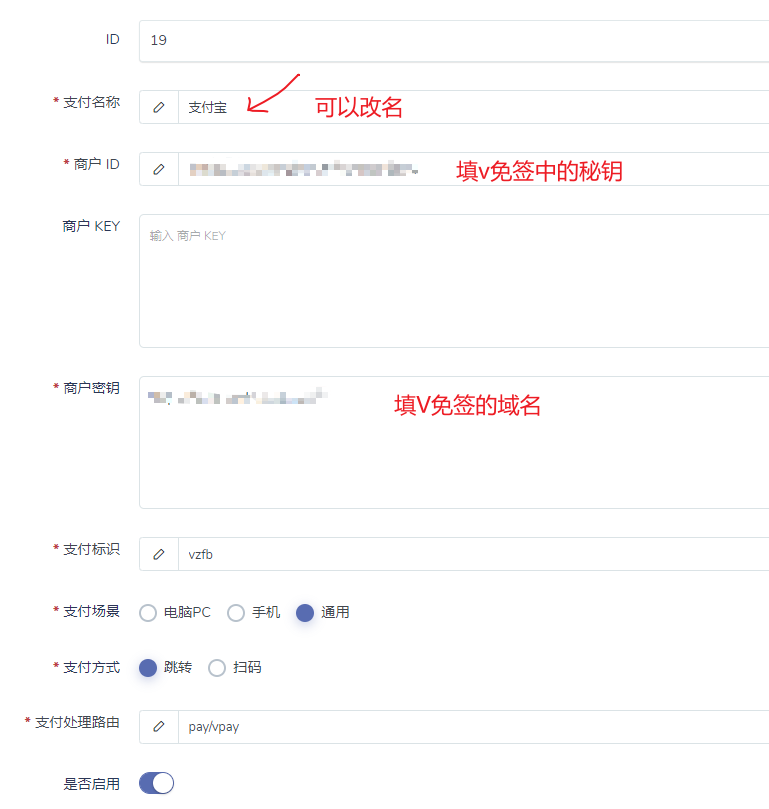 ID 19
* 支付名称 支付宝 可以改名
* 商户 ID 填v免签中的秘钥
商户 KEY 输入 商户 KEY
* 商户密钥 填V免签的域名
* 支付标识 vzfb
* 支付场景 电脑PC 手机 通用
* 支付方式 跳转 扫码
* 支付处理路由 pay/vpay
是否启用